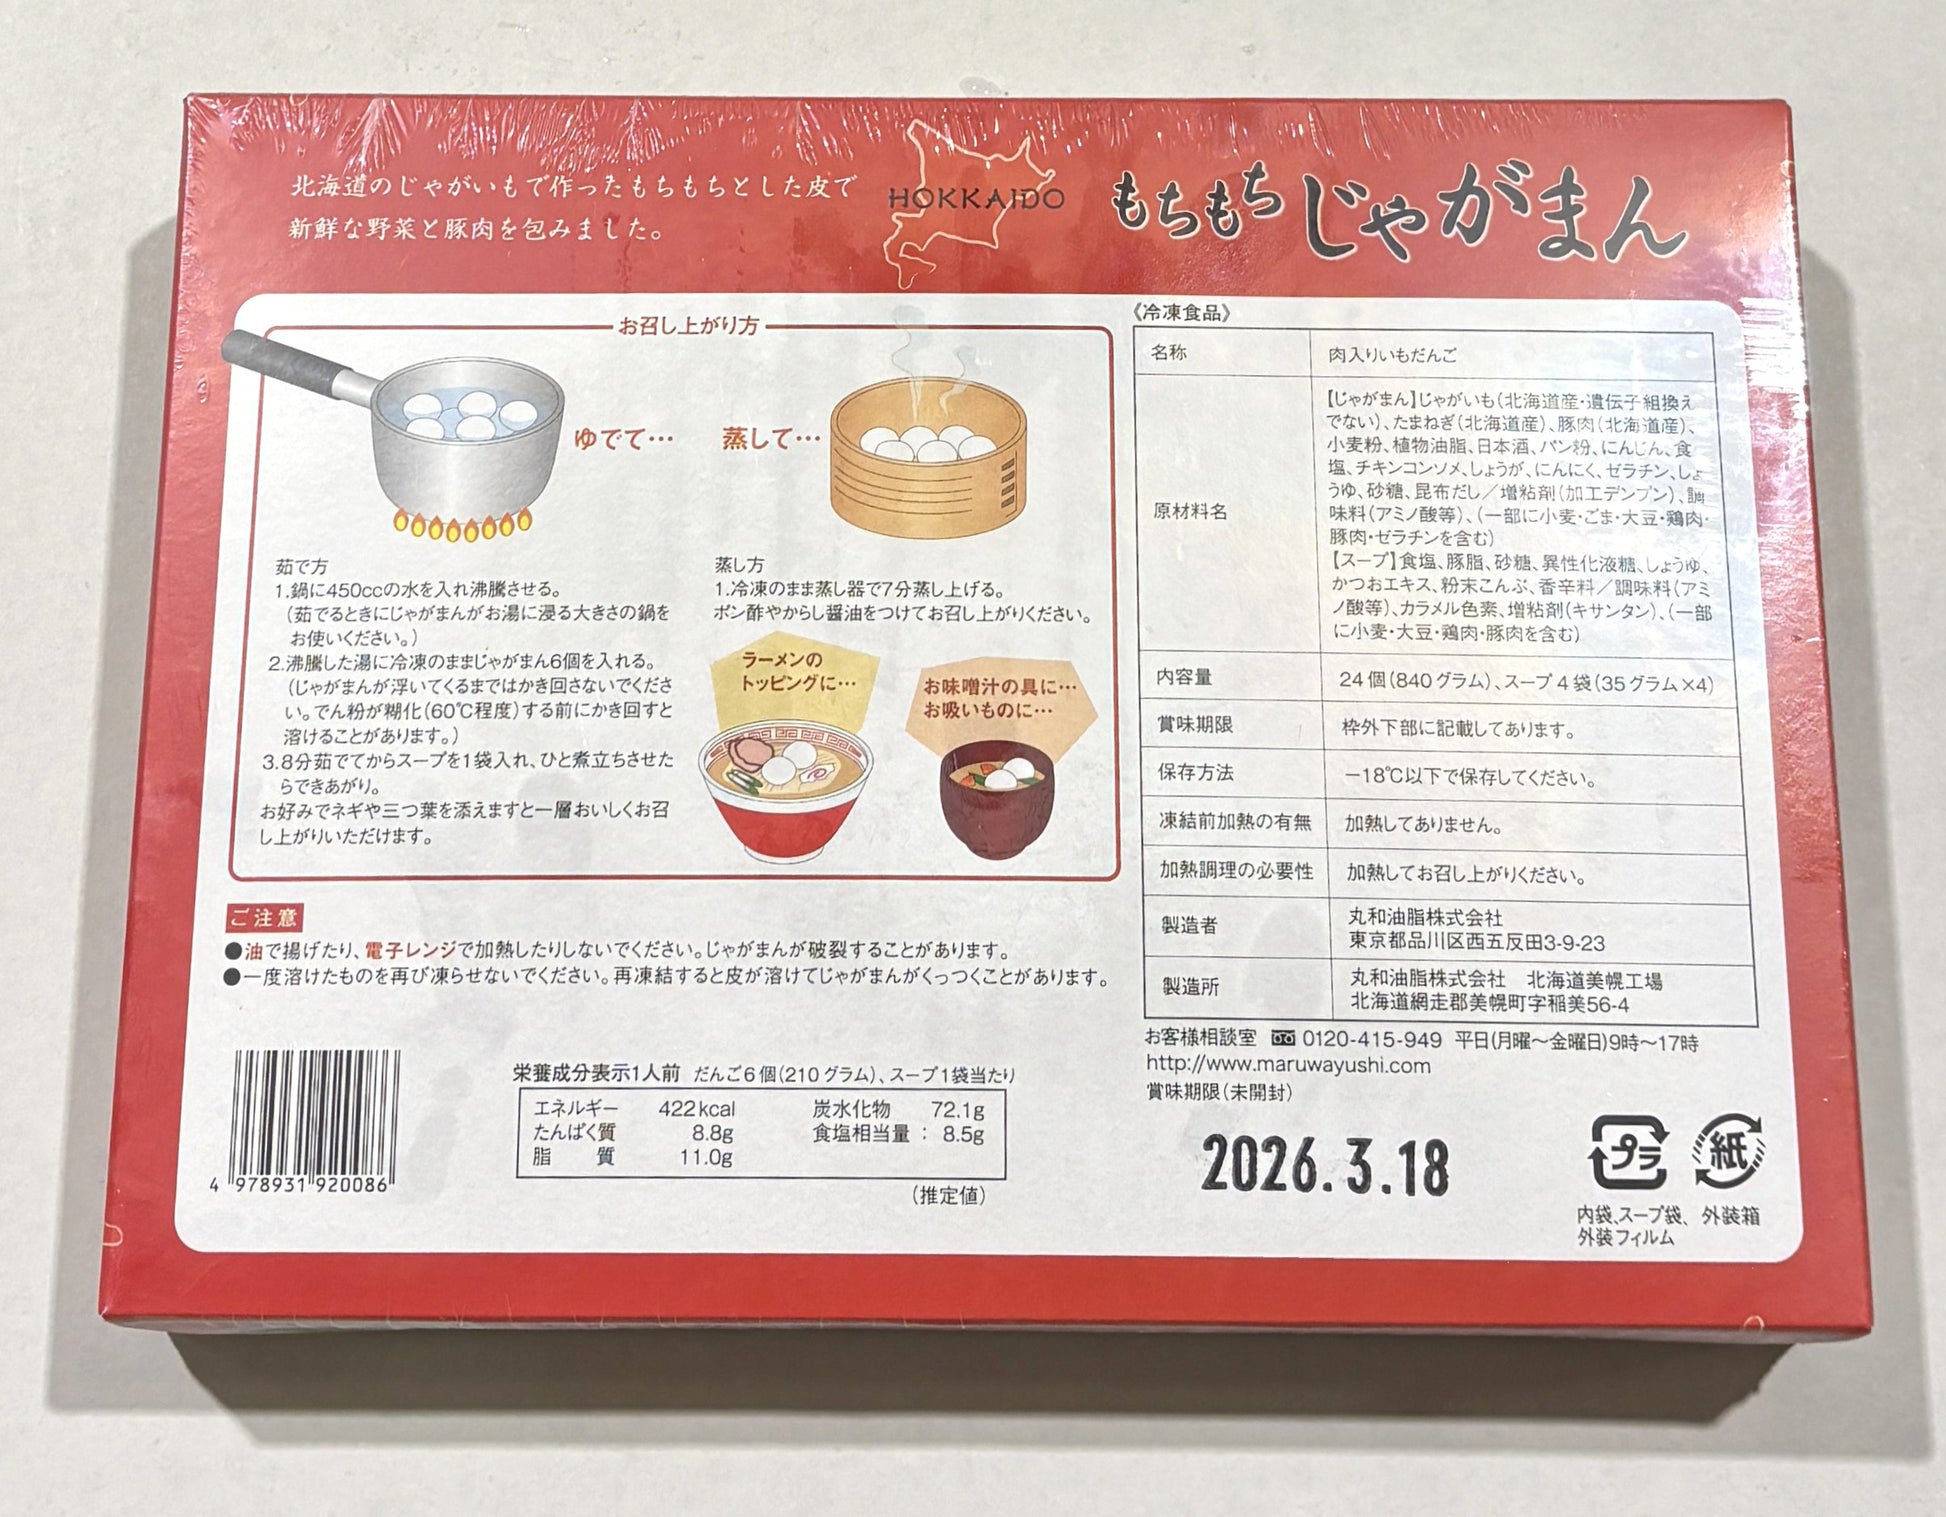 北海道のじゃがいもで作ったもちもちとした皮で
新鮮な野菜と豚肉を包みました。
HOKKAIDO
もちもちじゃがまん
お召し上がり方
ゆでて…
蒸して…
茹で方
1.鍋に450ccの水を入れ沸騰させる。
(茹でるときにじゃがまんがお湯に浸る大きさの鍋を
お使いください。)
2.沸騰した湯に冷凍のままじゃがまん6個を入れる。
(じゃがまんが浮いてくるまではかき回さないでくださ
い。でん粉が糊化(60℃程度)する前にかき回すと
溶けることがあります。)
3.8分茹でてからスープを1袋入れ、ひと煮立ちさせた
らできあがり。
お好みでネギや三つ葉を添えますと一層おいしくお召
し上がりいただけます。
蒸し方
1.冷凍のまま蒸し器で7分蒸し上げる。
ポン酢やからし醤油をつけてお召し上がりください。
ラーメンの
トッピングに…
お味噌汁の具に…
お吸いものに…
ご注意
●油で揚げたり、電子レンジで加熱したりしないでください。じゃがまんが破裂することがあります。
●一度溶けたものを再び凍らせないでください。再凍結すると皮が溶けてじゃがまんがくっつくことがあります。
4 978931 920086
栄養成分表示1人前 だんご6個(210グラム)、スープ1袋当たり
エネルギー 422kcal 炭水化物 72.1g
たんぱく質 8.8g 食塩相当量: 8.5g
脂 質 11.0g
(推定値)
《冷凍食品》
名称 肉入りいもだんご
原材料名
【じゃがまん】じゃがいも(北海道産・遺伝子組換え
でない)、たまねぎ(北海道産)、豚肉(北海道産)、
小麦粉、植物油脂、日本酒、パン粉、にんじん、食
塩、チキンコンソメ、しょうが、にんにく、ゼラチン、しょ
うゆ、砂糖、昆布だし／増粘剤(加工デンプン)、調
味料(アミノ酸等)、(一部に小麦・ごま・大豆・鶏肉・
豚肉・ゼラチンを含む)
【スープ】食塩、豚脂、砂糖、異性化液糖、しょうゆ、
かつおエキス、粉末こんぶ、香辛料／調味料(アミ
ノ酸等)、カラメル色素、増粘剤(キサンタン)、(一部
に小麦・大豆・鶏肉・豚肉を含む)
内容量 24個(840グラム)、スープ4袋(35グラム×4)
賞味期限 枠外下部に記載してあります。
保存方法 −18℃以下で保存してください。
凍結前加熱の有無 加熱してありません。
加熱調理の必要性 加熱してお召し上がりください。
製造者 丸和油脂株式会社
東京都品川区西五反田3-9-23
製造所 丸和油脂株式会社 北海道美幌工場
北海道網走郡美幌町字稲美56-4
お客様相談室 0120-415-949 平日(月曜〜金曜日)9時〜17時
http://www.maruwayushi.com
賞味期限(未開封)
2026.3.18
プラ 紙
内袋、スープ袋、 外装箱
外装フィルム